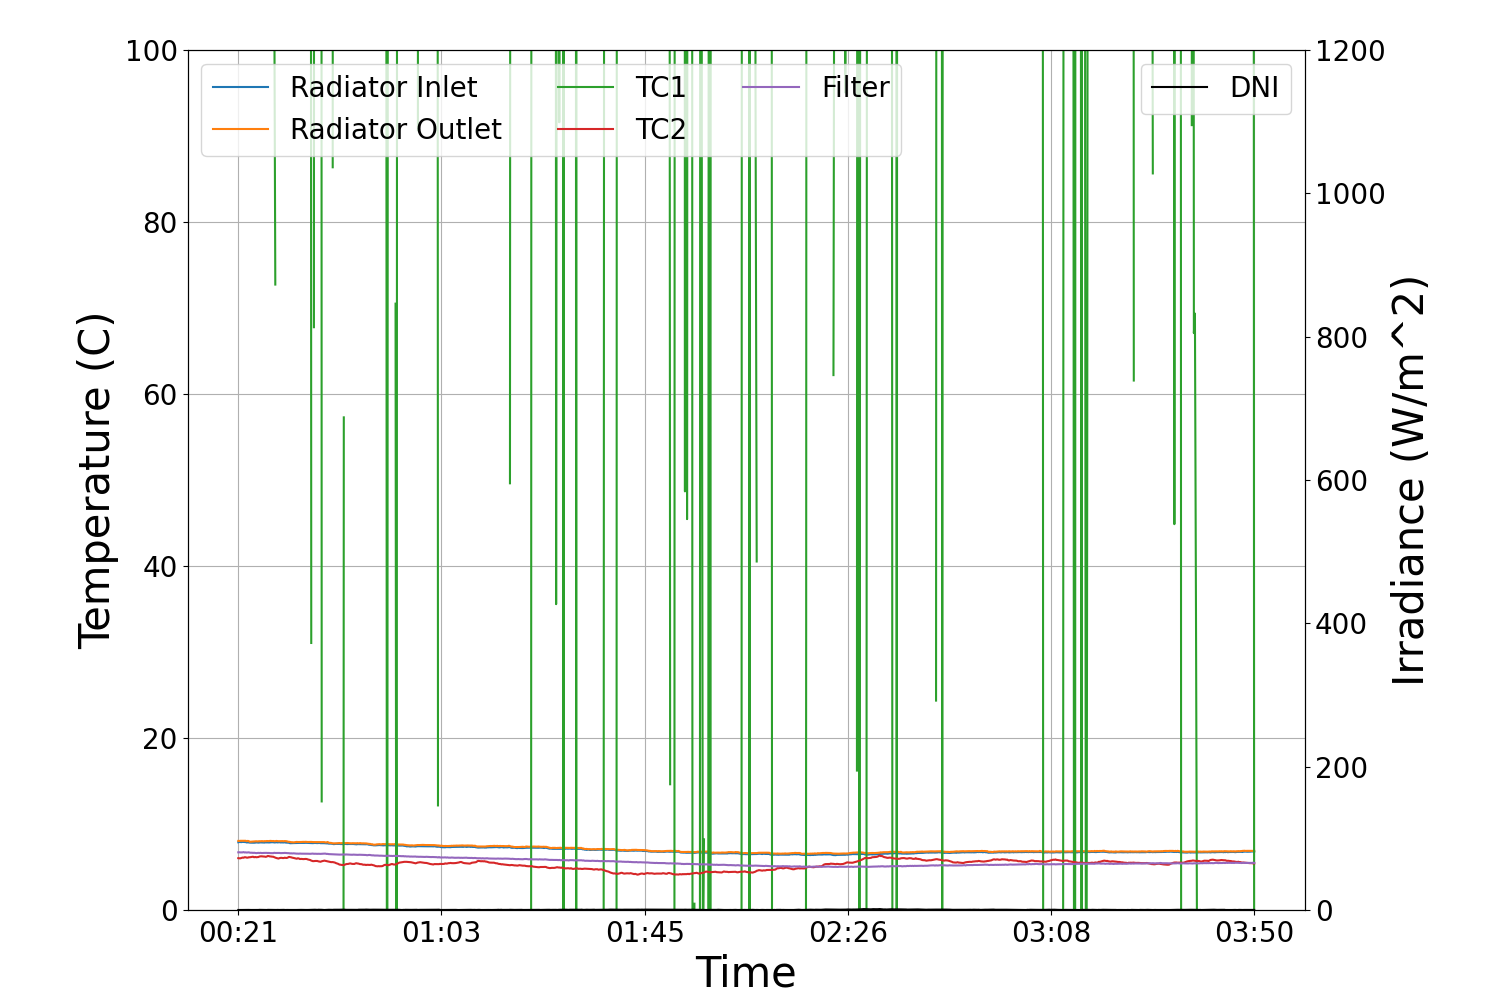 Radiator Inlet
Radiator Outlet
TC1
TC2
Filter
DNI
Temperature (C)
100
80
60
40
20
0
Irradiance (W/m^2)
1200
1000
800
600
400
200
0
00:21 01:03 01:45 02:26 03:08 03:50
Time